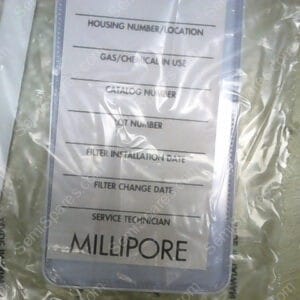 HOUSING NUMBER/LOCATION
GAS/CHEMICAL IN USE
CATALOG NUMBER
LOT NUMBER
FILTER INSTALLATION DATE
FILTER CHANGE DATE
SERVICE TECHNICIAN
MILLIPORE